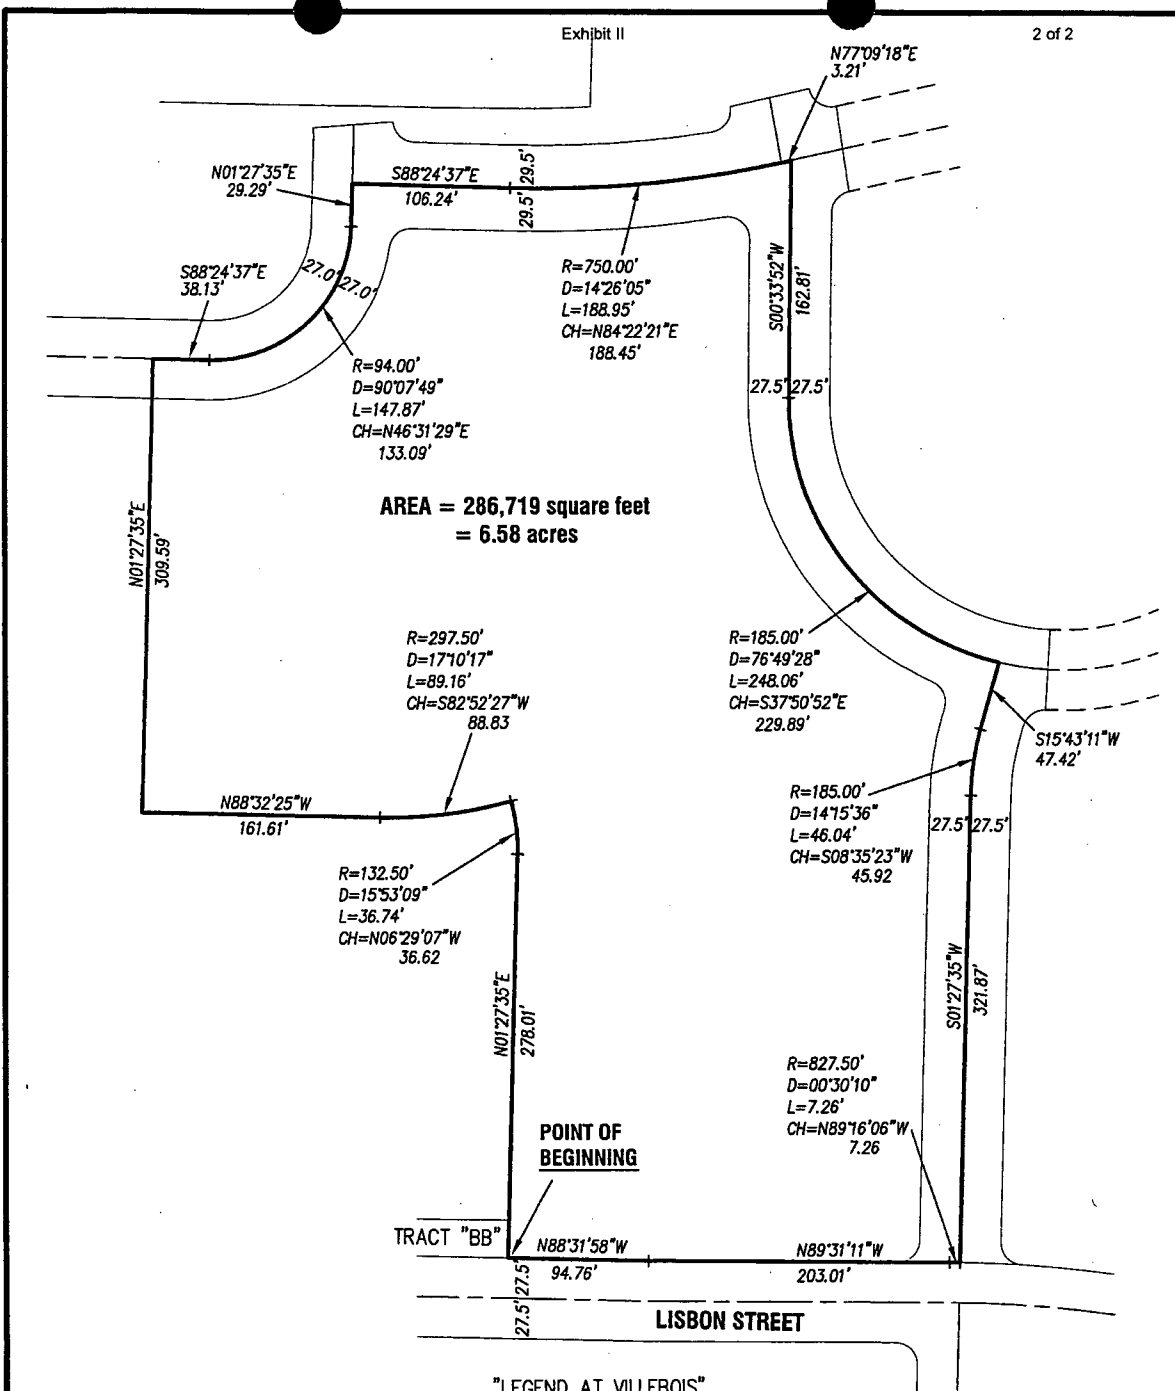 Exhibit II
2 of 2
N77°09'18"E
3.21'
N01°27'35"E
29.29'
S88°24'37"E
106.24'
29.5'
29.5'
S88°24'37"E
38.13'
27.0'
27.0'
R=750.00'
D=14°26'05"
L=188.95'
CH=N84°22'21"E
188.45'
S00°33'52"W
162.81'
27.5'
27.5'
R=94.00'
D=90°07'49"
L=147.87'
CH=N46°31'29"E
133.09'
AREA = 286,719 square feet
= 6.58 acres
N01°27'35"E
309.59'
R=297.50'
D=17°10'17"
L=89.16'
CH=S82°52'27"W
88.83
R=185.00'
D=76°49'28"
L=248.06'
CH=S37°50'52"E
229.89'
S15°43'11"W
47.42'
N88°32'25"W
161.61'
R=185.00'
D=14°15'36"
L=46.04'
CH=S08°35'23"W
45.92
27.5'
27.5'
R=132.50'
D=15°53'09"
L=36.74'
CH=N06°29'07"W
36.62
N01°27'35"E
278.01'
S01°27'35"W
321.87'
R=827.50'
D=00°30'10"
L=7.26'
CH=N89°16'06"W
7.26
POINT OF
BEGINNING
TRACT "BB"
N88°31'58"W
94.76'
N89°31'11"W
203.01'
27.5'
27.5'
LISBON STREET
"LEGEND AT VILLEBOIS"